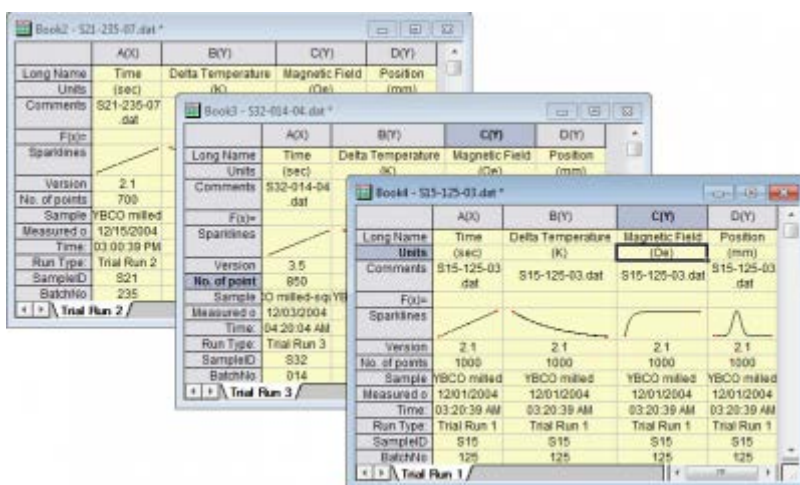 Book2 - S21-235-07.dat *
A(X) B(Y) C(Y) D(Y)
Long Name Time Delta Temperature Magnetic Field Position
Units (sec) (K) (Oe) (mm)
Comments S21-235-07
.dat
F(x)=
Sparklines
Version 2.1
No. of points 700
Sample YBCO milled
Measured o 12/15/2004
Time: 03:00:39 PM
Run Type: Trial Run 2
SampleID S21
BatchNo 235
Trial Run 2
Book3 - S32-014-04.dat *
A(X) B(Y) C(Y) D(Y)
Long Name Time Delta Temperature Magnetic Field Position
Units (sec) (K) (Oe) (mm)
Comments S32-014-04
.dat
F(x)=
Sparklines
Version 3.5
No. of point 850
Sample milled-sq
Measured o 12/03/2004
Time: 04:20:04 AM
Run Type: Trial Run 3
SampleID S32
BatchNo 014
Trial Run 3
Book4 - S15-125-03.dat *
A(X) B(Y) C(Y) D(Y)
Long Name Time Delta Temperature Magnetic Field Position
Units (sec) (K) (Oe) (mm)
Comments S15-125-03 S15-125-03.dat S15-125-03.dat S15-125-03
.dat .dat
F(x)=
Sparklines
Version 2.1 2.1 2.1 2.1
No. of points 1000 1000 1000 1000
Sample YBCO milled YBCO milled YBCO milled YBCO milled
Measured o 12/01/2004 12/01/2004 12/01/2004 12/01/2004
Time: 03:20:39 AM 03:20:39 AM 03:20:39 AM 03:20:39 AM
Run Type: Trial Run 1 Trial Run 1 Trial Run 1 Trial Run 1
SampleID S15 S15 S15 S15
BatchNo 125 125 125 125
Trial Run 1